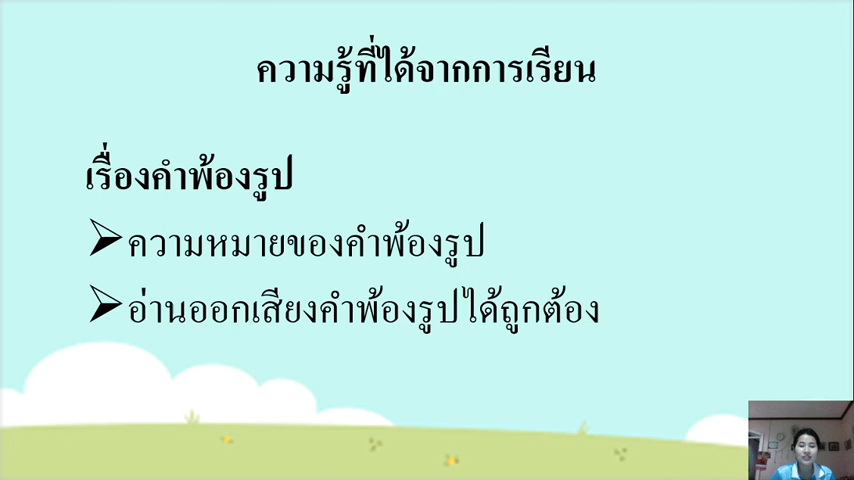 ความรู้ที่ได้จากการเรียน
เรื่องคำพ้องรูป
ความหมายของคำพ้องรูป
อ่านออกเสียงคำพ้องรูปได้ถูกต้อง